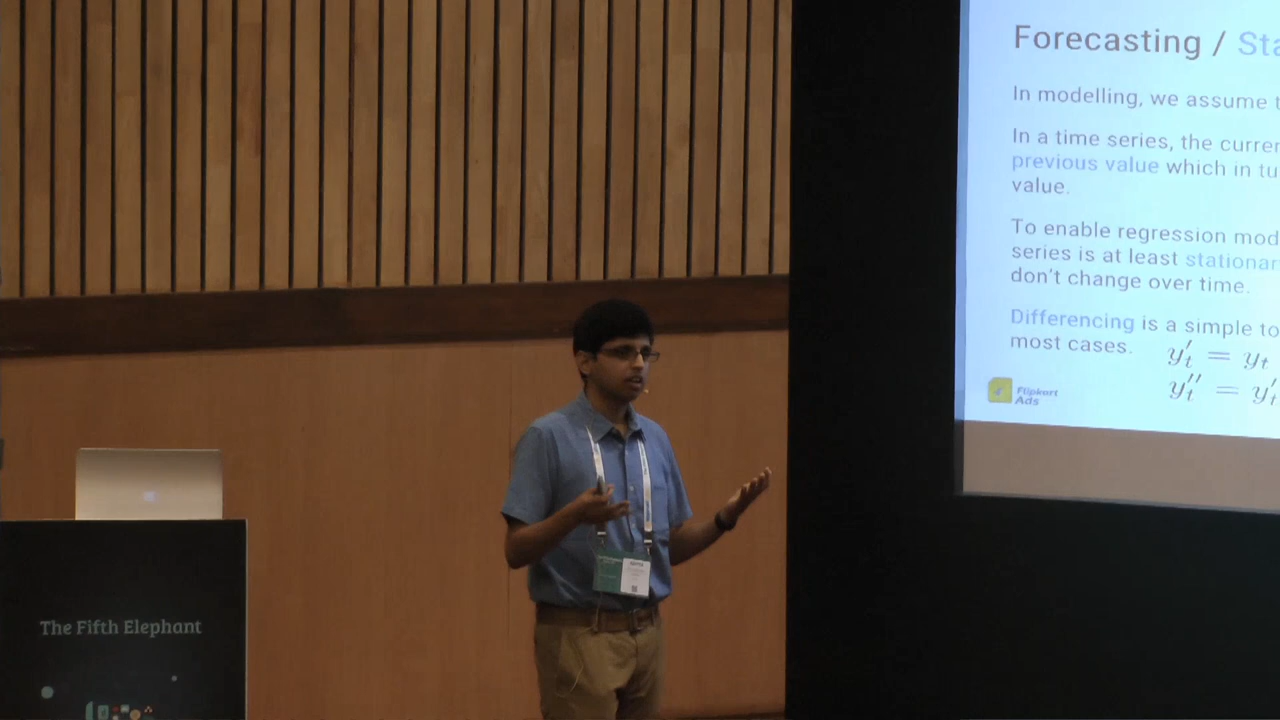 Forecasting / Sta
In modelling, we assume t
In a time series, the curren
previous value which in tu
value.
To enable regression mod
series is at least stationar
don't change over time.
Differencing is a simple to
most cases.
y′t = yt
y′′t = y′t
Flipkart
Ads
The Fifth Elephant